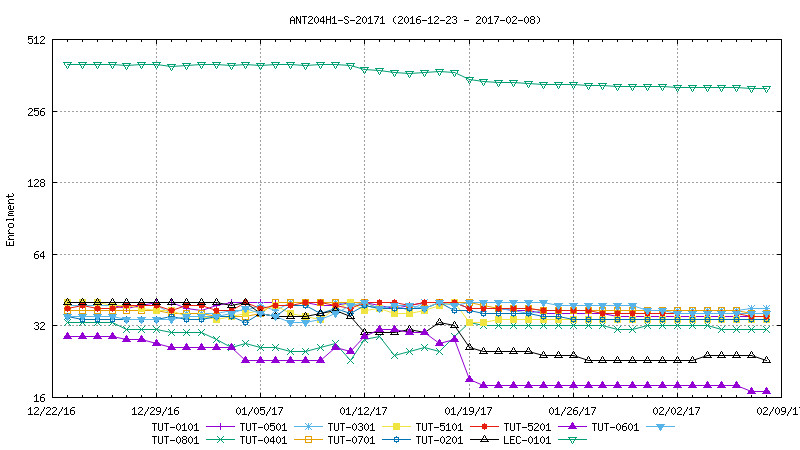 ANT204H1-S-20171 (2016-12-23 - 2017-02-08)
512
256
128
64
32
16
Enrolment
12/22/16 12/29/16 01/05/17 01/12/17 01/19/17 01/26/17 02/02/17 02/09/17
TUT-0101 TUT-0501 TUT-0301 TUT-5101 TUT-5201 TUT-0601
TUT-0801 TUT-0401 TUT-0701 TUT-0201 LEC-0101